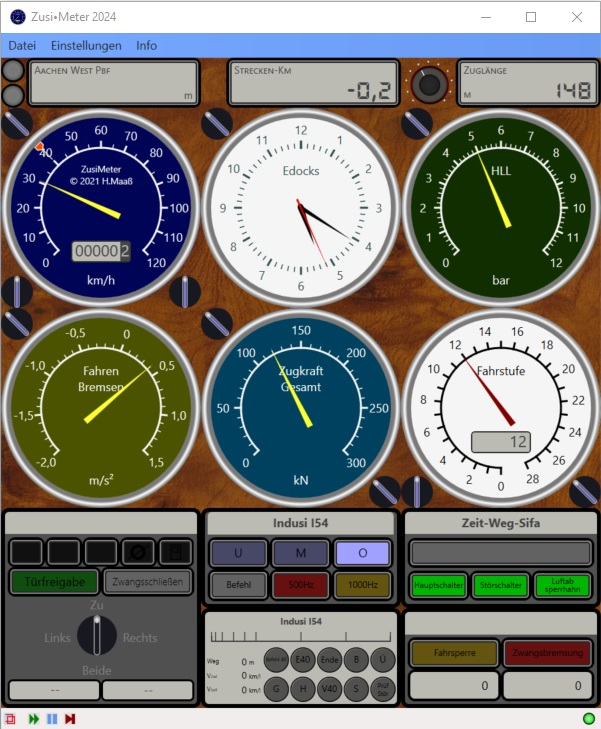 Zusi•Meter 2024
Datei Einstellungen Info
Aachen West Pbf
m
Strecken-Km
-0,2
Zuglänge
M 148
0 10 20 30 40 50 60 70 80 90 100 110 120
ZusiMeter
© 2021 H.Maaß
00000 2
km/h
12 1 2 3 4 5 6 7 8 9 10 11
Edocks
0 1 2 3 4 5 6 7 8 9 10 11 12
HLL
bar
-2,0 -1,5 -1,0 -0,5 0 0,5 1,0 1,5
Fahren
Bremsen
m/s²
0 50 100 150 200 250 300
Zugkraft
Gesamt
kN
0 2 4 6 8 10 12 14 16 18 20 22 24 26 28
Fahrstufe
12
Türfreigabe Zwangsschließen
Zu
Links Rechts
Beide
-- --
Indusi I54
U M O
Befehl 500Hz 1000Hz
Indusi I54
Weg 0 m
0 km/l
0 km/l
E40 Ende B Ü
G H V40 S Prüf
Stör
Zeit-Weg-Sifa
Hauptschalter Störschalter Luftab
sperrhahn
Fahrsperre Zwangsbremsung
0 0